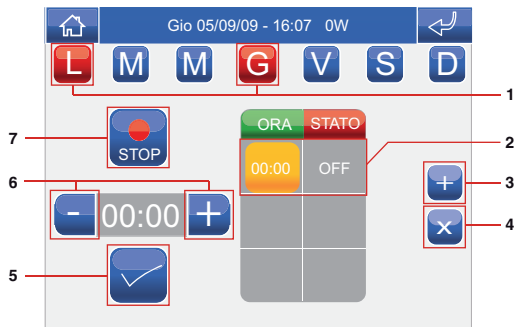 Gio 05/09/09 - 16:07 0W
L M M G V S D
1
7 STOP
ORA STATO
2
00:00 OFF
6
- 00:00 +
+ 3
x 4
5